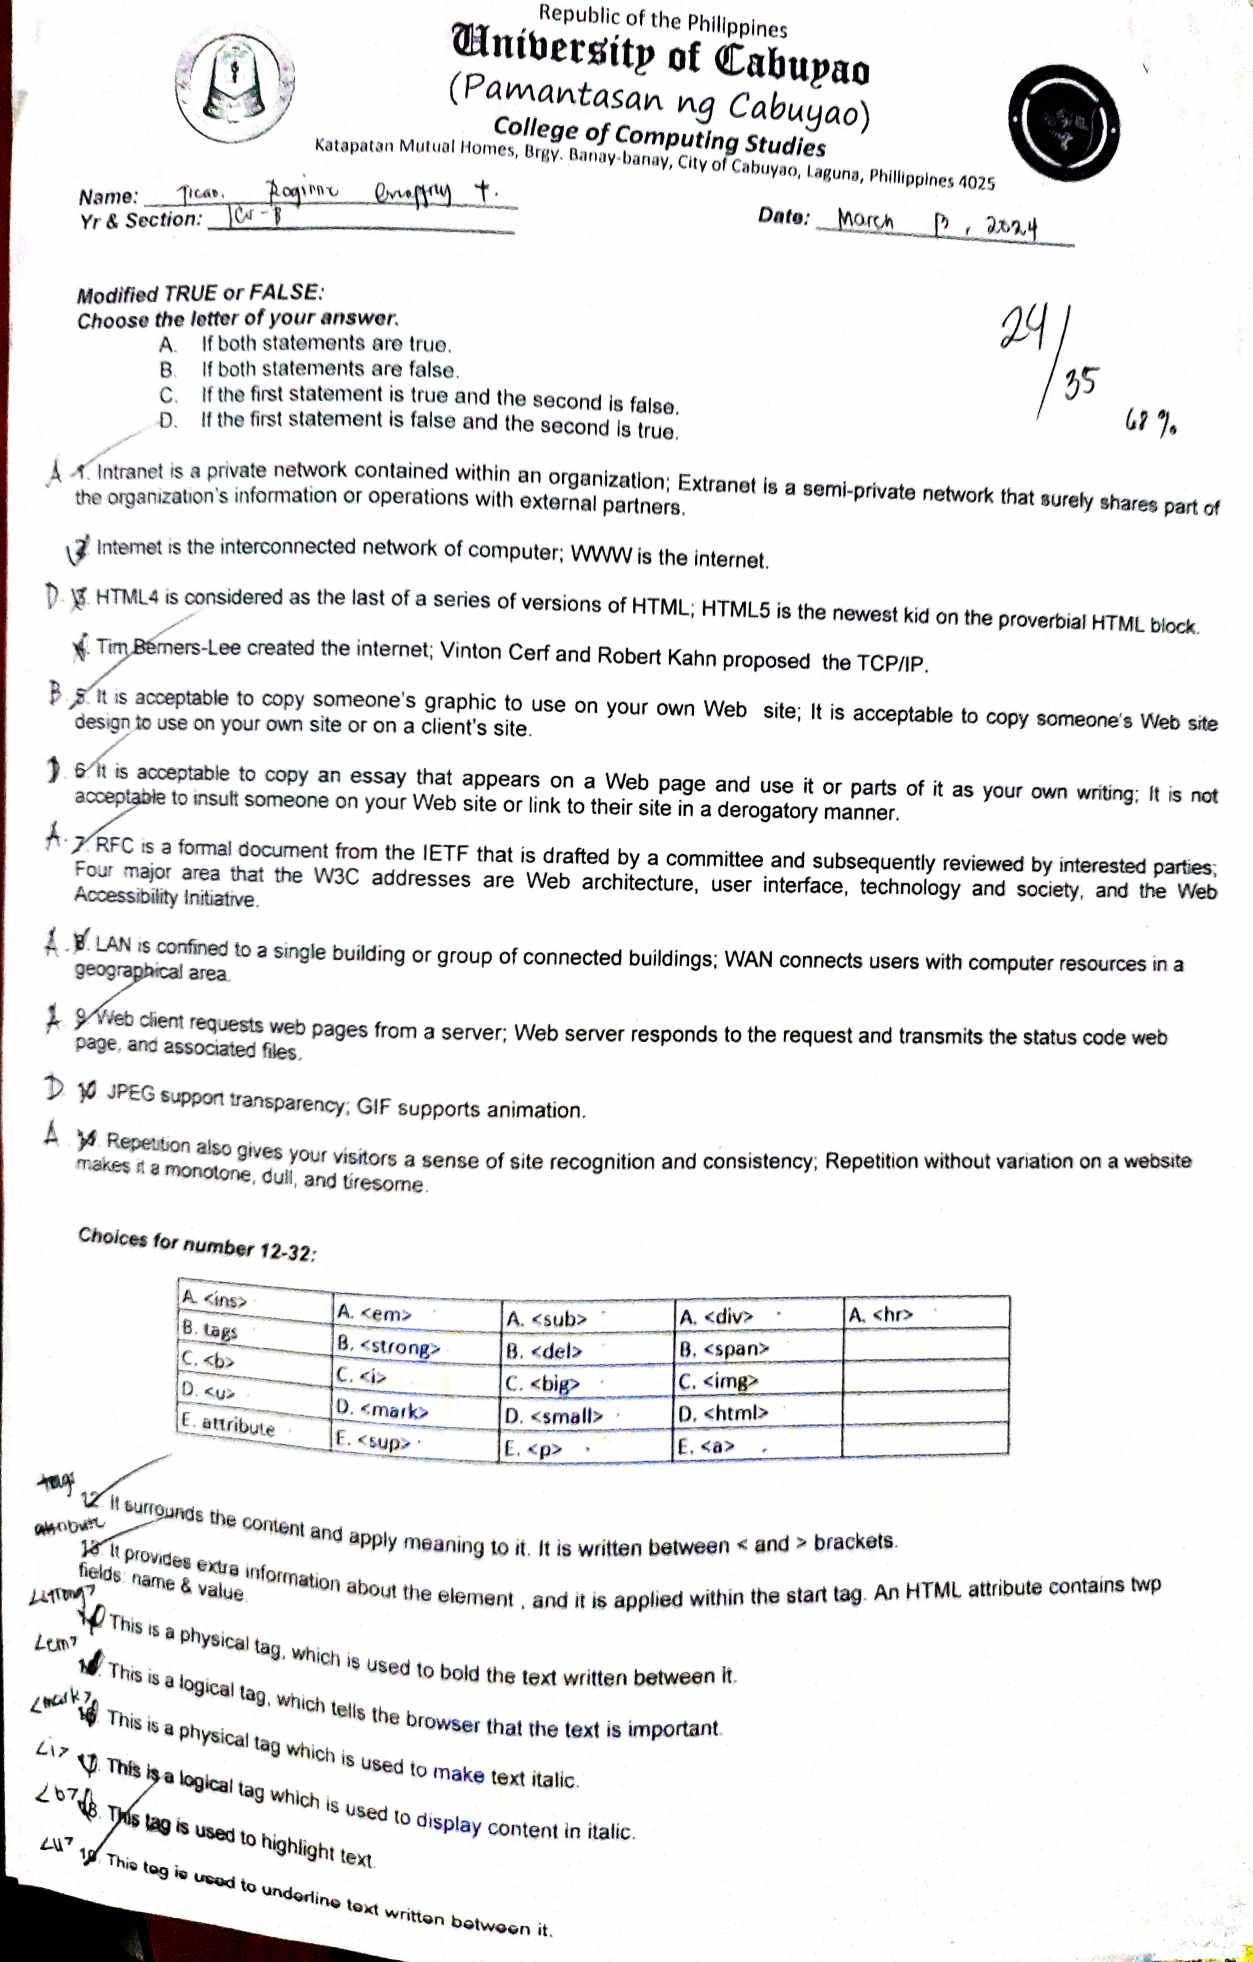 Republic of the Philippines
University of Cabuyao
(Pamantasan ng Cabuyao)
College of Computing Studies
Katapatan Mutual Homes, Brgy. Banay-banay, City of Cabuyao, Laguna, Phillippines 4025
Name: Ticao.
Yr & Section:
Date: March 13, 2024
Modified TRUE or FALSE:
Choose the letter of your answer.
A. If both statements are true.
B. If both statements are false.
C. If the first statement is true and the second is false.
D. If the first statement is false and the second is true.
24/35
68%
A 1. Intranet is a private network contained within an organization; Extranet is a semi-private network that surely shares part of
the organization's information or operations with external partners.
2. Internet is the interconnected network of computer; WWW is the internet.
D. 3. HTML4 is considered as the last of a series of versions of HTML; HTML5 is the newest kid on the proverbial HTML block.
4. Tim Berners-Lee created the internet; Vinton Cerf and Robert Kahn proposed the TCP/IP.
B 5. It is acceptable to copy someone's graphic to use on your own Web site; It is acceptable to copy someone's Web site
design to use on your own site or on a client's site.
D. 6. It is acceptable to copy an essay that appears on a Web page and use it or parts of it as your own writing; It is not
acceptable to insult someone on your Web site or link to their site in a derogatory manner.
A. 7. RFC is a formal document from the IETF that is drafted by a committee and subsequently reviewed by interested parties;
Four major area that the W3C addresses are Web architecture, user interface, technology and society, and the Web
Accessibility Initiative.
A. 8. LAN is confined to a single building or group of connected buildings; WAN connects users with computer resources in a
geographical area.
A 9. Web client requests web pages from a server; Web server responds to the request and transmits the status code web
page, and associated files.
D 10. JPEG support transparency; GIF supports animation.
A 11. Repetition also gives your visitors a sense of site recognition and consistency; Repetition without variation on a website
makes it a monotone, dull, and tiresome.
Choices for number 12-32:
A. <ins> A. <em> A. <sub> A. <div> A. <hr>
B. tags B. <strong> B. <del> B. <span>
C. <b> C. <i> C. <big> C. <img>
D. <u> D. <mark> D. <small> D. <html>
E. attribute E. <sup> E. <p> E. <a>
tags 12. It surrounds the content and apply meaning to it. It is written between < and > brackets.
attribute 13. It provides extra information about the element , and it is applied within the start tag. An HTML attribute contains twp
fields: name & value.
<strong> 14. This is a physical tag, which is used to bold the text written between it.
<em> 15. This is a logical tag, which tells the browser that the text is important.
<mark> 16. This is a physical tag which is used to make text italic.
<i> 17. This is a logical tag which is used to display content in italic.
<b> 18. This tag is used to highlight text.
<u> 19. This tag is used to underline text written between it.